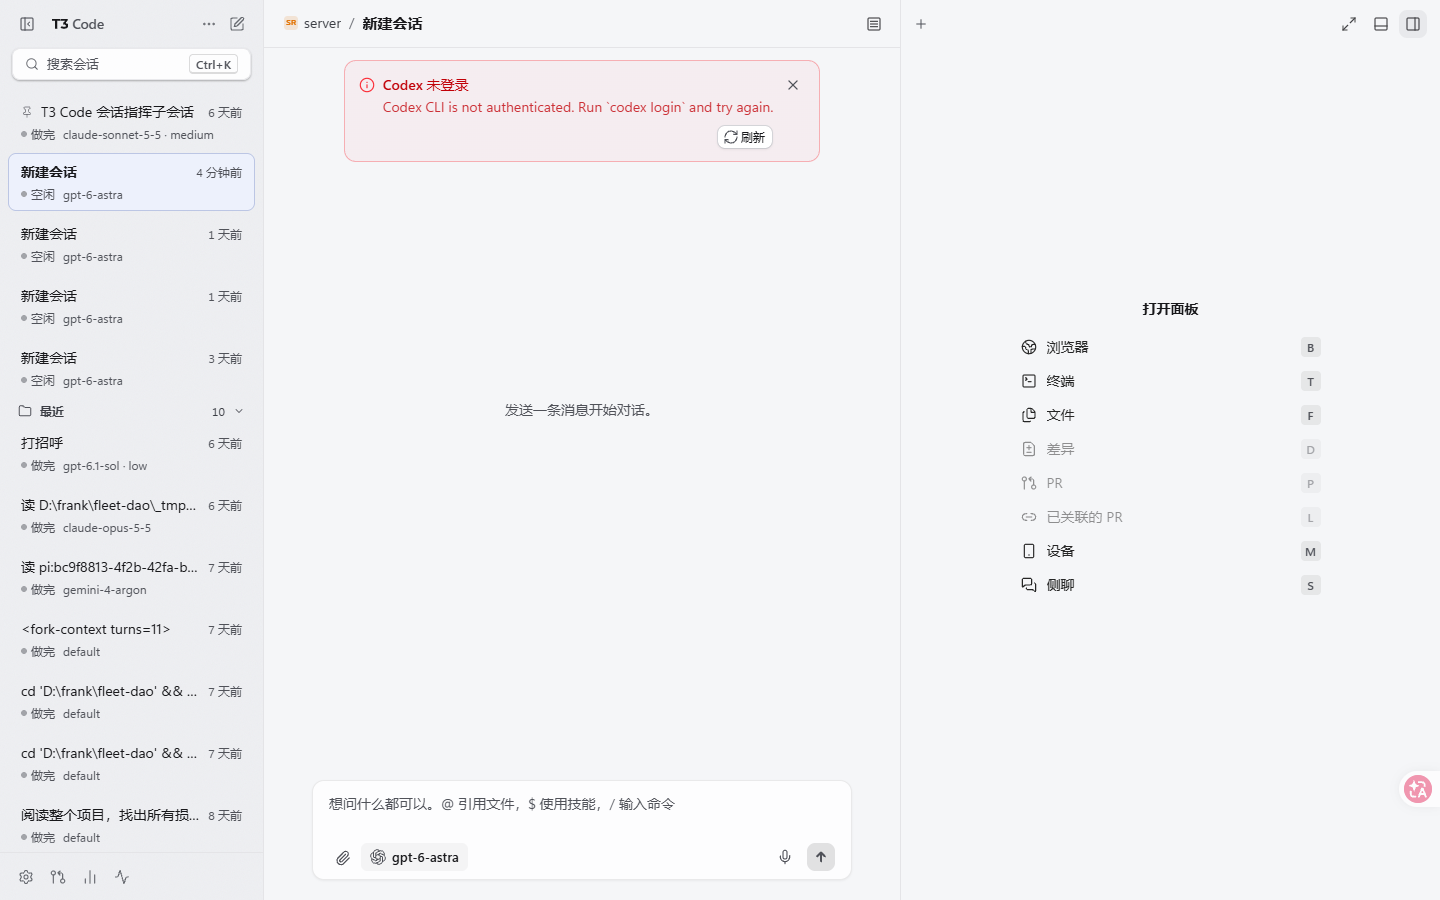 T3 Code
搜索会话
Ctrl+K
T3 Code 会话指挥子会话
6 天前
做完 claude-sonnet-5-5 · medium
新建会话
4 分钟前
空闲 gpt-6-astra
新建会话
1 天前
空闲 gpt-6-astra
新建会话
1 天前
空闲 gpt-6-astra
新建会话
3 天前
空闲 gpt-6-astra
最近
10
打招呼
6 天前
做完 gpt-6.1-sol · low
读 D:\frank\fleet-dao\_tmp...
6 天前
做完 claude-opus-5-5
读 pi:bc9f8813-4f2b-42fa-b...
7 天前
做完 gemini-4-argon
<fork-context turns=11>
7 天前
做完 default
cd 'D:\frank\fleet-dao' && ...
7 天前
做完 default
cd 'D:\frank\fleet-dao' && ...
7 天前
做完 default
阅读整个项目，找出所有损...
8 天前
做完 default
SR server / 新建会话
Codex 未登录
Codex CLI is not authenticated. Run `codex login` and try again.
刷新
发送一条消息开始对话。
想问什么都可以。@ 引用文件，$ 使用技能，/ 输入命令
gpt-6-astra
打开面板
浏览器 B
终端 T
文件 F
差异 D
PR P
已关联的 PR L
设备 M
侧聊 S